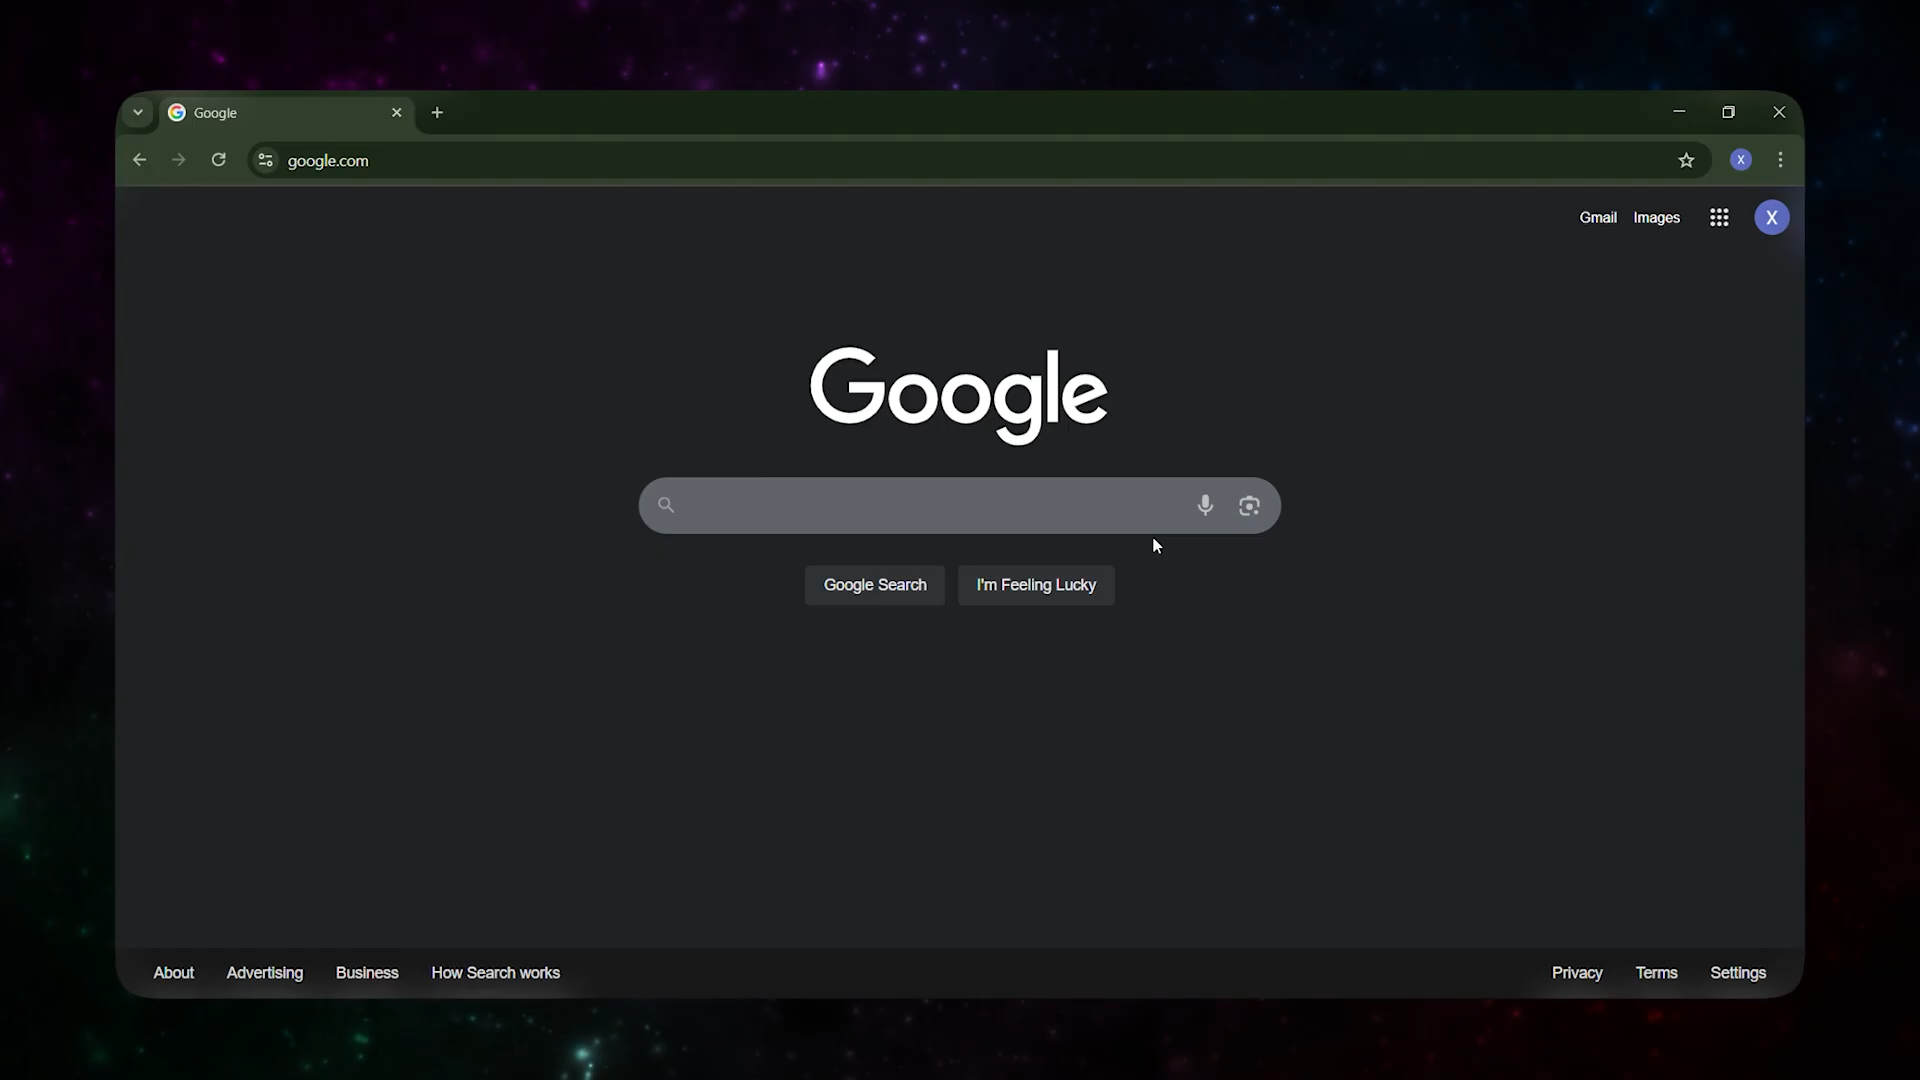 Google
google.com
X
Gmail Images
X
Google
Google Search I'm Feeling Lucky
About Advertising Business How Search works Privacy Terms Settings